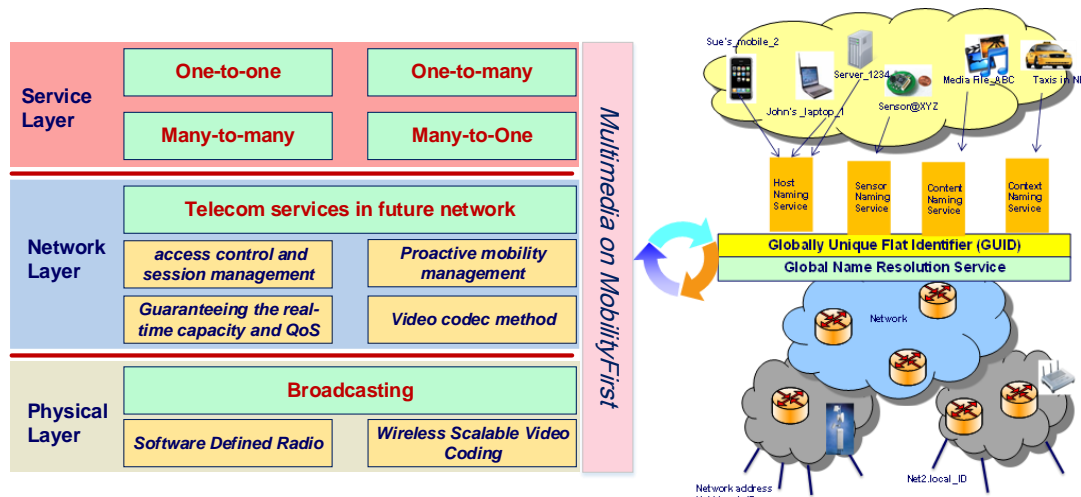 Service
Layer
One-to-one
One-to-many
Many-to-many
Many-to-One
Network
Layer
Telecom services in future network
access control and
session management
Proactive mobility
management
Guaranteeing the real-
time capacity and QoS
Video codec method
Physical
Layer
Broadcasting
Software Defined Radio
Wireless Scalable Video
Coding
Multimedia on MobilityFirst
Sue's_mobile_2
Server_1234
John's _laptop_1
Sensor@XYZ
Media File_ABC
Taxis in
Host
Naming
Service
Sensor
Naming
Service
Content
Naming
Service
Context
Naming
Service
Globally Unique Flat Identifier (GUID)
Global Name Resolution Service
Network
Network address
Net2.local_ID